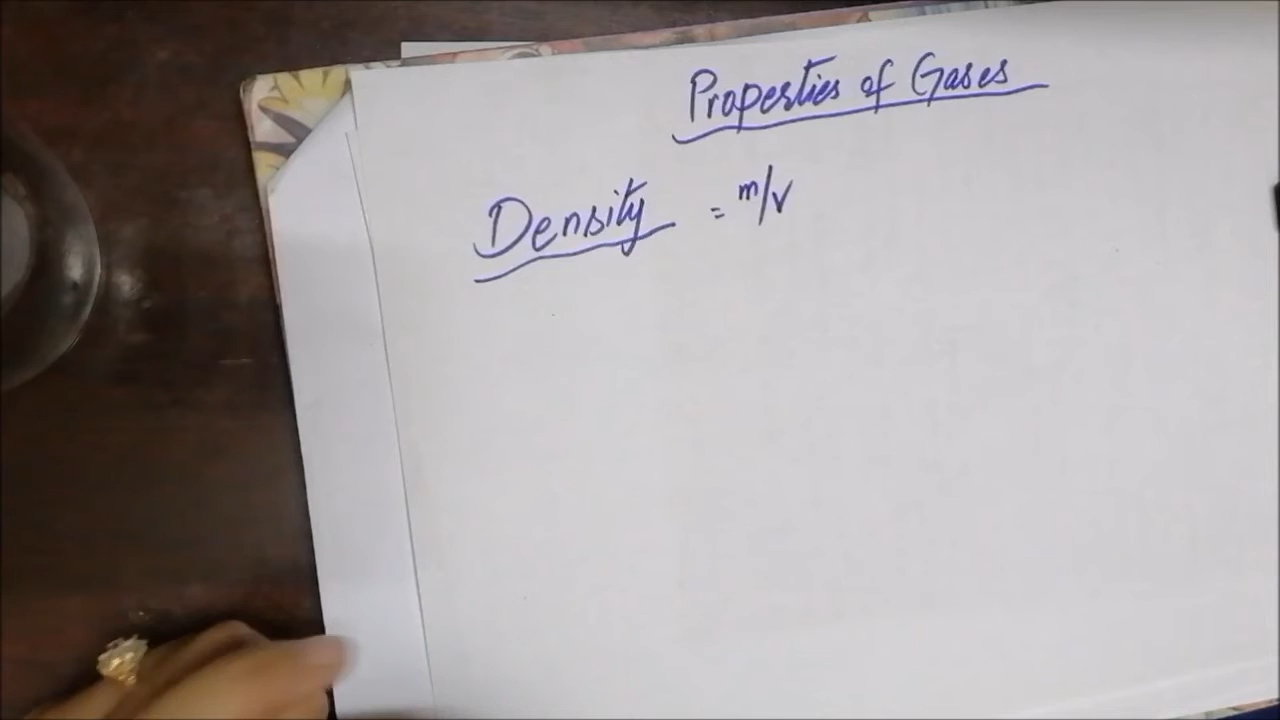 Properties of Gases
Density = m/v